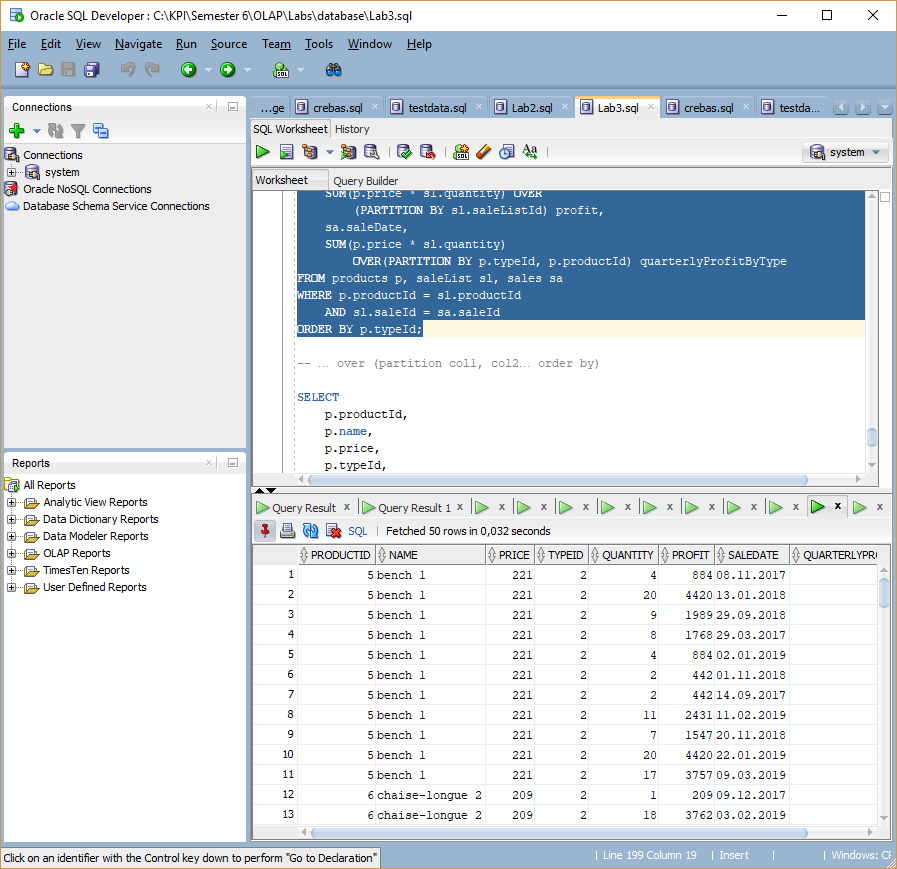 Oracle SQL Developer : C:\KPI\Semester 6\OLAP\Labs\database\Lab3.sql
File Edit View Navigate Run Source Team Tools Window Help
Connections
Connections
system
Oracle NoSQL Connections
Database Schema Service Connections
Reports
All Reports
Analytic View Reports
Data Dictionary Reports
Data Modeler Reports
OLAP Reports
TimesTen Reports
User Defined Reports
...ge crebas.sql testdata.sql Lab2.sql Lab3.sql crebas.sql testda...
SQL Worksheet History
system
Worksheet Query Builder
SUM(p.price * sl.quantity) OVER
(PARTITION BY sl.saleListId) profit,
sa.saleDate,
SUM(p.price * sl.quantity)
OVER(PARTITION BY p.typeId, p.productId) quarterlyProfitByType
FROM products p, saleList sl, sales sa
WHERE p.productId = sl.productId
AND sl.saleId = sa.saleId
ORDER BY p.typeId;
-- … over (partition col1, col2… order by)
SELECT
p.productId,
p.name,
p.price,
p.typeId,
Query Result Query Result 1
SQL | Fetched 50 rows in 0,032 seconds
PRODUCTID NAME PRICE TYPEID QUANTITY PROFIT SALEDATE QUARTERLYPRO
1 5 bench 1 221 2 4 884 08.11.2017
2 5 bench 1 221 2 20 4420 13.01.2018
3 5 bench 1 221 2 9 1989 29.09.2018
4 5 bench 1 221 2 8 1768 29.03.2017
5 5 bench 1 221 2 4 884 02.01.2019
6 5 bench 1 221 2 2 442 01.11.2018
7 5 bench 1 221 2 2 442 14.09.2017
8 5 bench 1 221 2 11 2431 11.02.2019
9 5 bench 1 221 2 7 1547 20.11.2018
10 5 bench 1 221 2 20 4420 22.01.2019
11 5 bench 1 221 2 17 3757 09.03.2019
12 6 chaise-longue 2 209 2 1 209 09.12.2017
13 6 chaise-longue 2 209 2 18 3762 03.02.2019
Click on an identifier with the Control key down to perform "Go to Declaration"
| Line 199 Column 19 | Insert | | Windows: CF